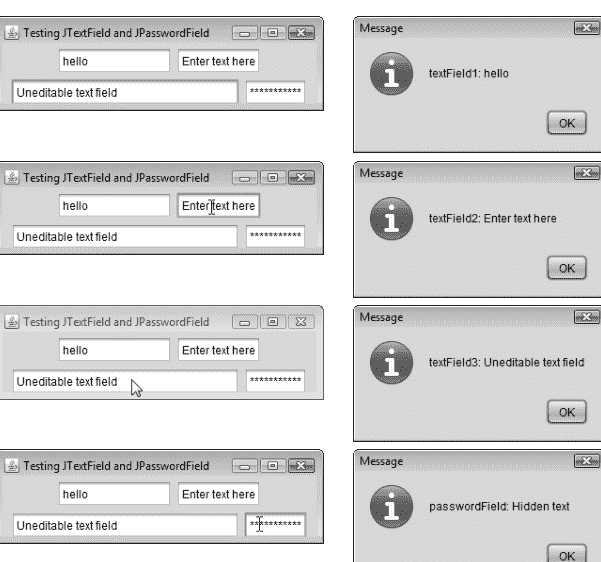 Testing JTextField and JPasswordField
hello Enter text here
Uneditable text field ***********
Message
textField1: hello
OK
Testing JTextField and JPasswordField
hello Enter text here
Uneditable text field ***********
Message
textField2: Enter text here
OK
Testing JTextField and JPasswordField
hello Enter text here
Uneditable text field ***********
Message
textField3: Uneditable text field
OK
Testing JTextField and JPasswordField
hello Enter text here
Uneditable text field ***********
Message
passwordField: Hidden text
OK